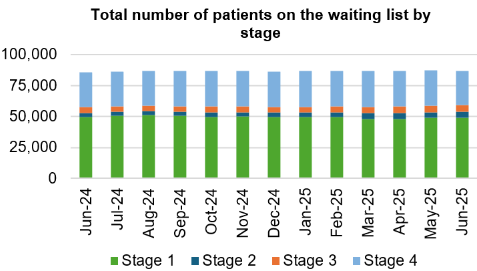 Total number of patients on the waiting list by
stage
100,000
75,000
50,000
25,000
0
Jun-24
Jul-24
Aug-24
Sep-24
Oct-24
Nov-24
Dec-24
Jan-25
Feb-25
Mar-25
Apr-25
May-25
Jun-25
Stage 1 Stage 2 Stage 3 Stage 4